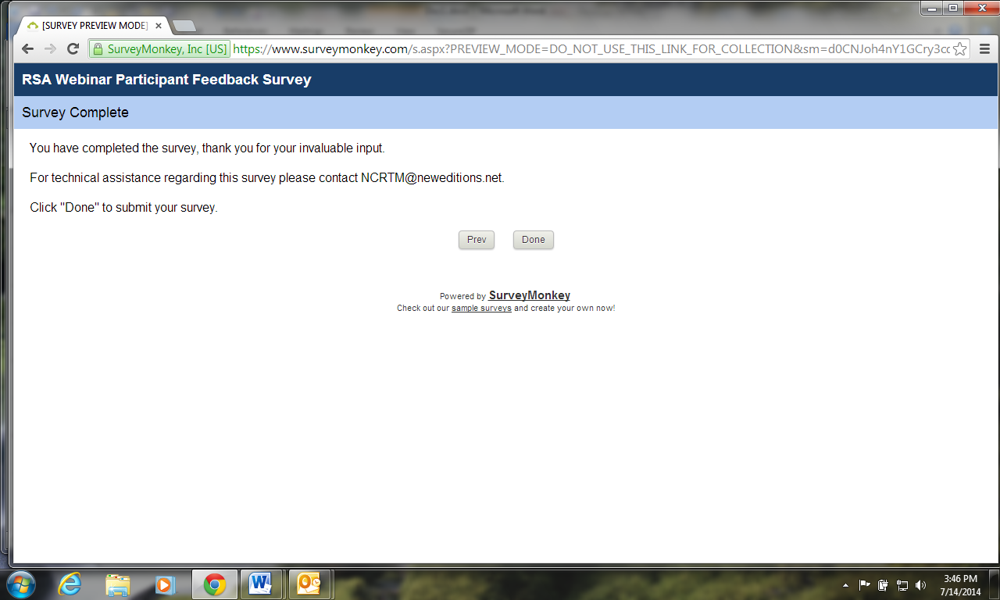 [SURVEY PREVIEW MODE]
SurveyMonkey, Inc [US] https://www.surveymonkey.com/s.aspx?PREVIEW_MODE=DO_NOT_USE_THIS_LINK_FOR_COLLECTION&sm=d0CNJoh4nY1GCry3cc
RSA Webinar Participant Feedback Survey
Survey Complete
You have completed the survey, thank you for your invaluable input.
For technical assistance regarding this survey please contact NCRTM@neweditions.net.
Click "Done" to submit your survey.
Prev Done
Powered by SurveyMonkey
Check out our sample surveys and create your own now!
3:46 PM
7/14/2014